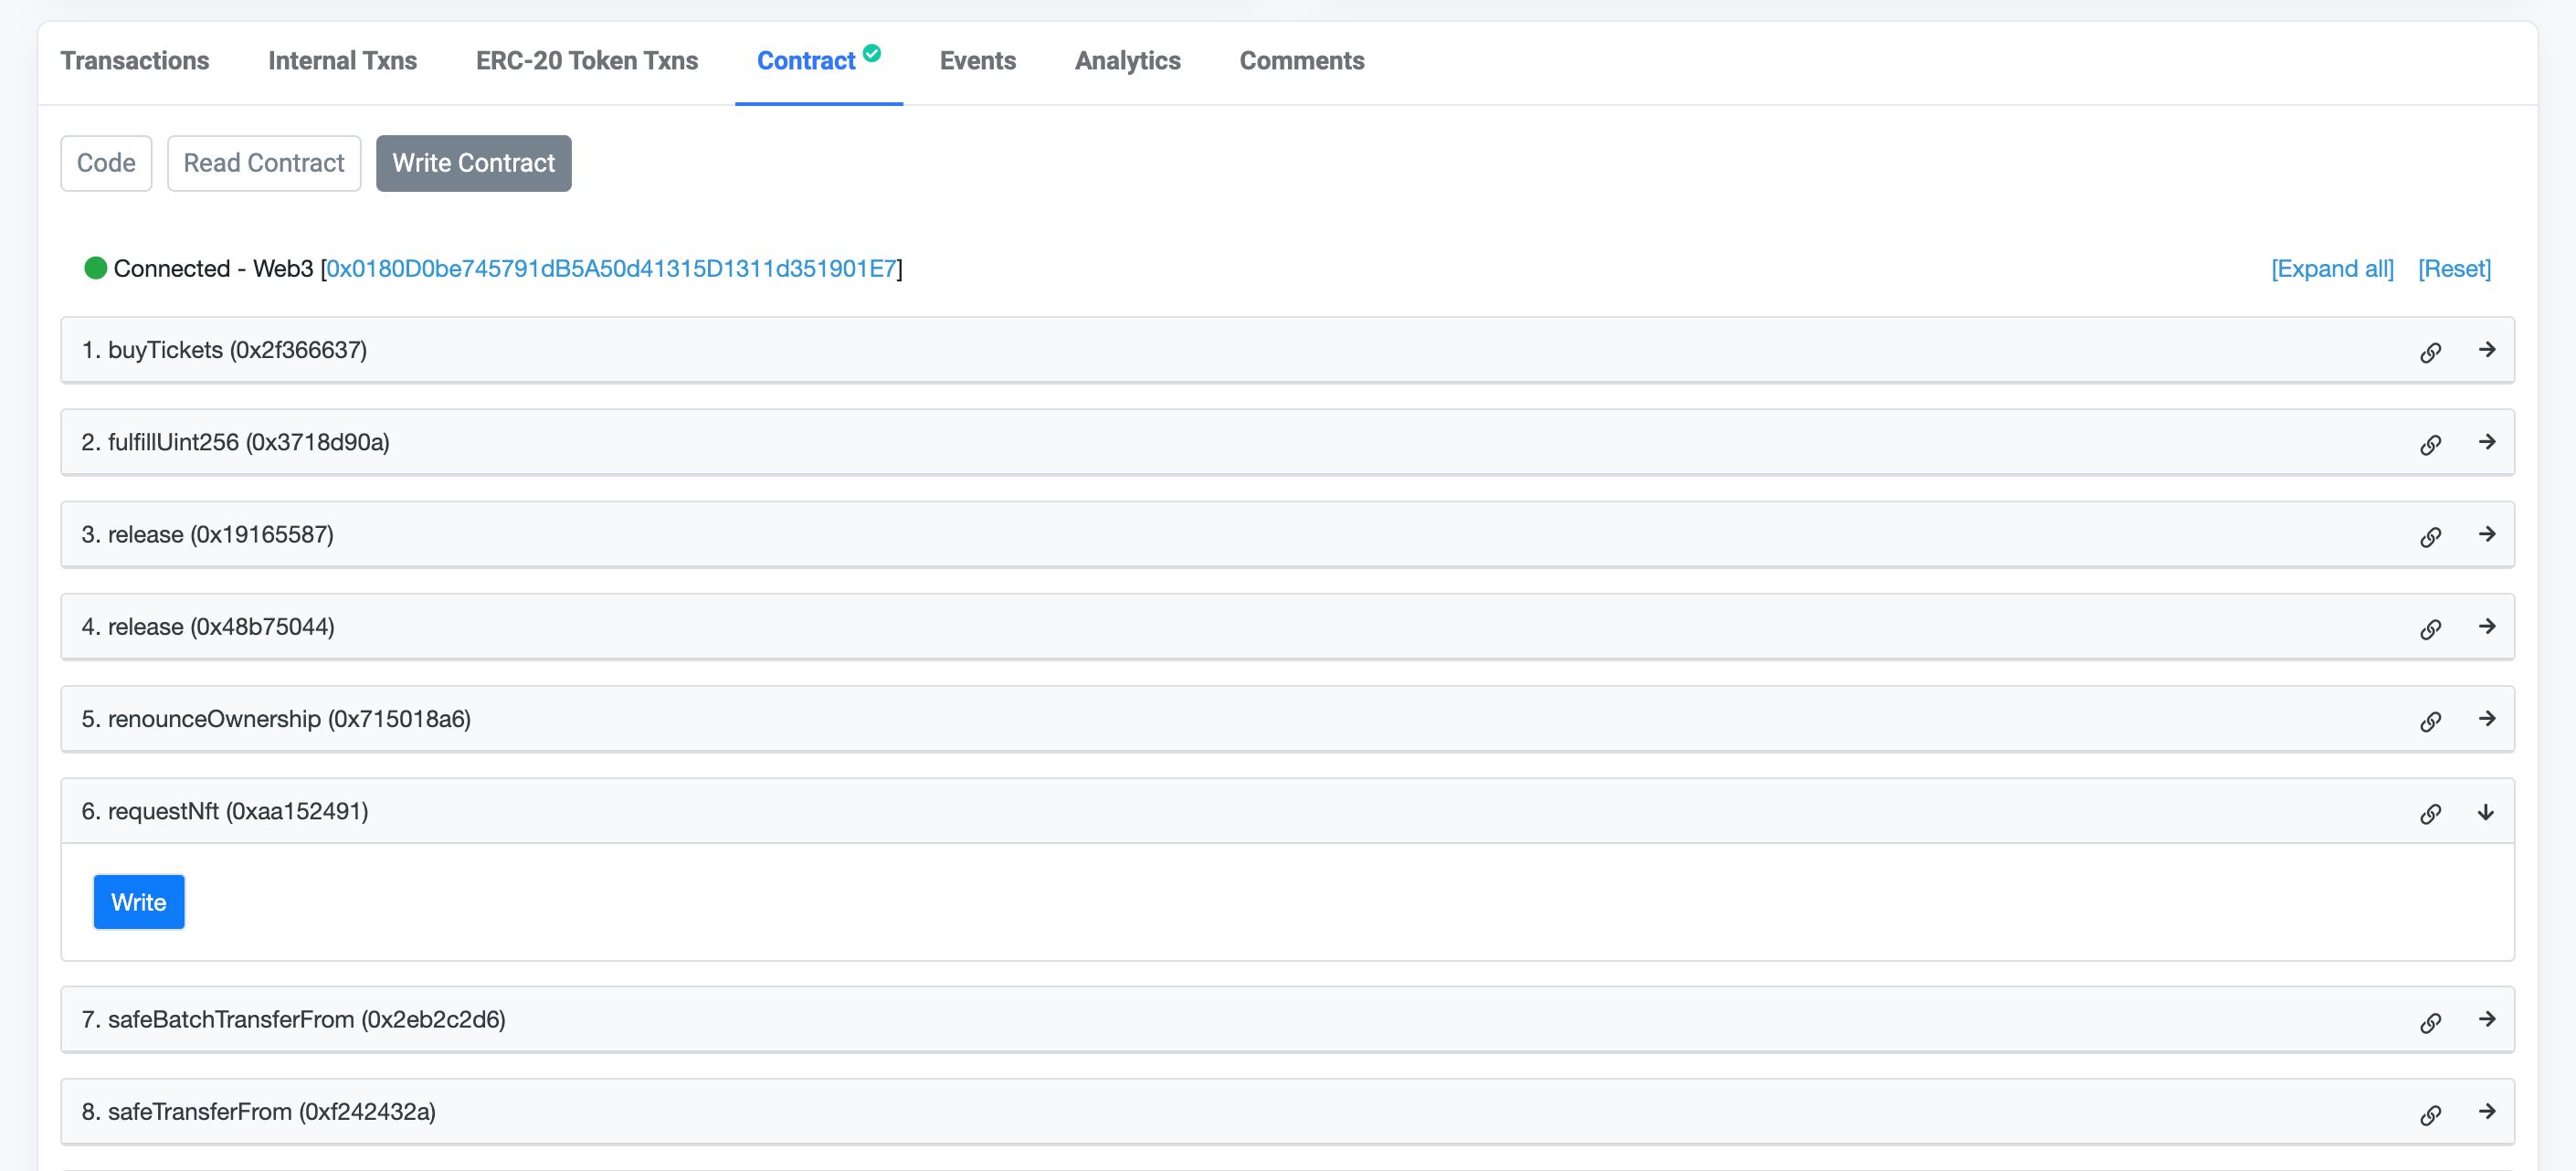 Transactions Internal Txns ERC-20 Token Txns Contract Events Analytics Comments
Code Read Contract Write Contract
Connected - Web3 [0x0180D0be745791dB5A50d41315D1311d351901E7] [Expand all] [Reset]
1. buyTickets (0x2f366637)
2. fulfillUint256 (0x3718d90a)
3. release (0x19165587)
4. release (0x48b75044)
5. renounceOwnership (0x715018a6)
6. requestNft (0xaa152491)
Write
7. safeBatchTransferFrom (0x2eb2c2d6)
8. safeTransferFrom (0xf242432a)